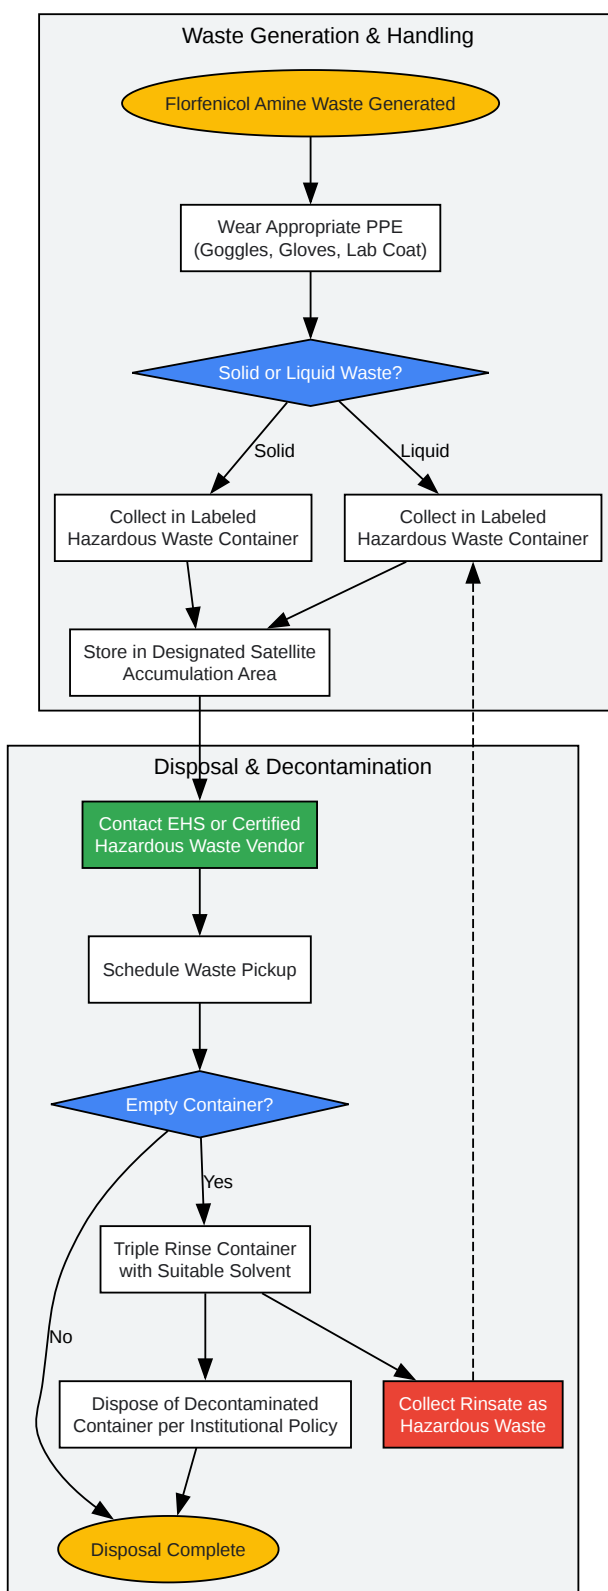 Waste Generation & Handling
Florfenicol Amine Waste Generated
Wear Appropriate PPE
(Goggles, Gloves, Lab Coat)
Solid or Liquid Waste?
Solid
Liquid
Collect in Labeled
Hazardous Waste Container
Collect in Labeled
Hazardous Waste Container
Store in Designated Satellite
Accumulation Area
Disposal & Decontamination
Contact EHS or Certified
Hazardous Waste Vendor
Schedule Waste Pickup
Empty Container?
Yes
Triple Rinse Container
with Suitable Solvent
No
Dispose of Decontaminated
Container per Institutional Policy
Collect Rinsate as
Hazardous Waste
Disposal Complete